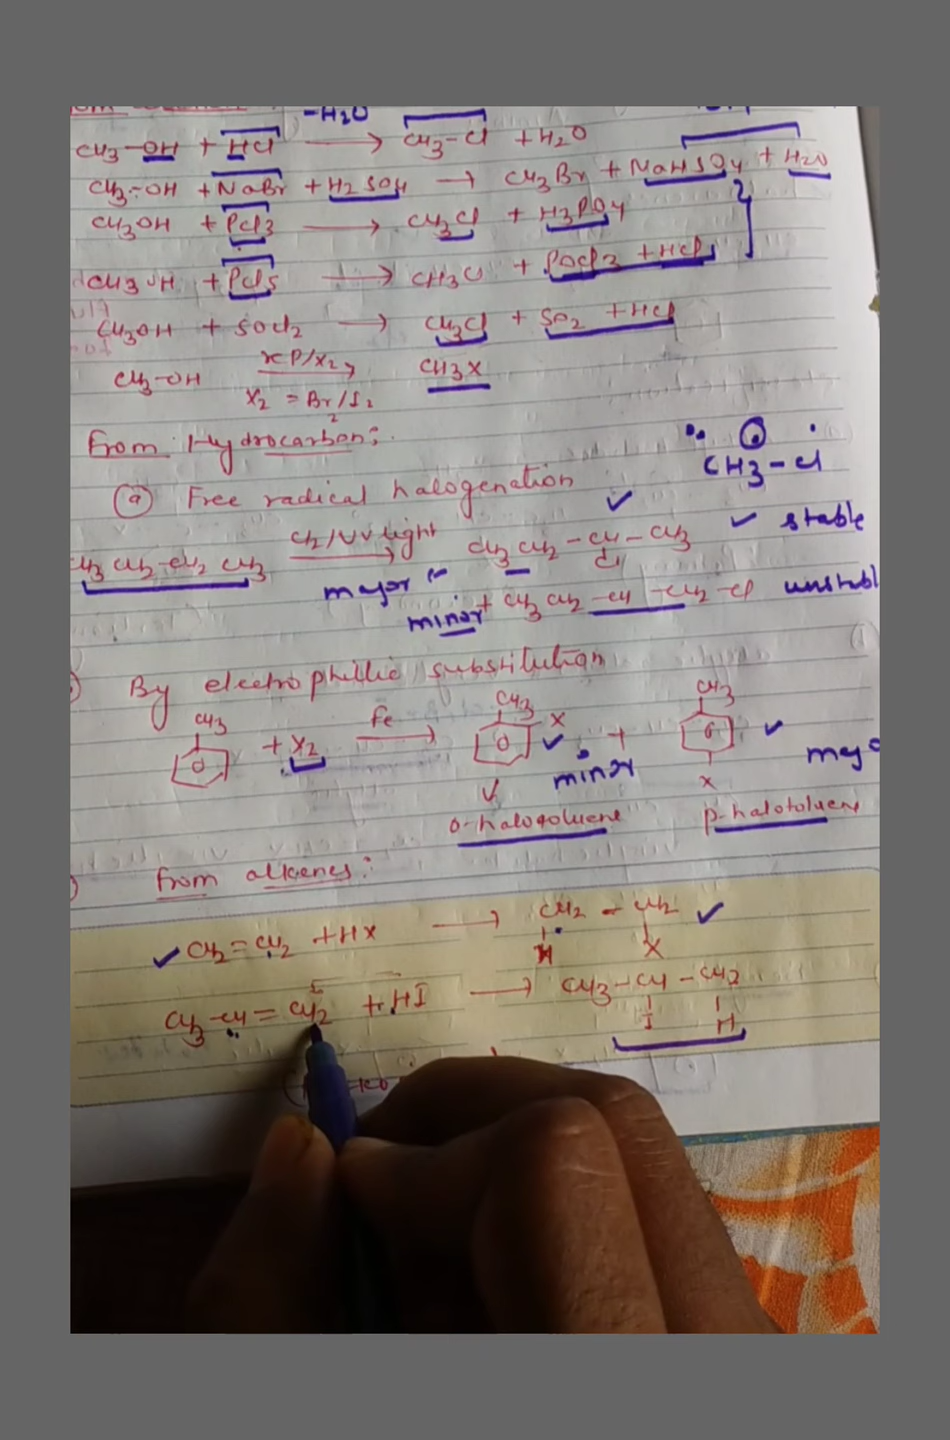 -H2O
CH3-OH + HCl → CH3-Cl + H2O
CH3-OH + NaBr + H2SO4 → CH3Br + NaHSO4 + H2O
CH3OH + PCl3 → CH3Cl + H3PO4
CH3OH + PCl5 → CH3Cl + POCl3 + HCl
CH3OH + SOCl2 → CH3Cl + SO2 + HCl
CH3-OH red P/X2 → CH3X
X2 = Br2/I2
From Hydrocarbon:
CH3-Cl
(a) Free radical halogenation
CH3CH2-CH2CH3 Cl2/UV light → CH3CH2-CH-CH3 stable
Cl
major
minor + CH3CH2-CH-CH2-Cl unstabl
By electrophillic substitution
CH3 CH3 CH3
+ X2 Fe → X +
minor majo
X
o-halotoluene p-halotoluene
From alkenes:
CH2=CH2 + HX → CH2-CH2
H X
CH3-CH=CH2 + HI → CH3-CH-CH2
I H